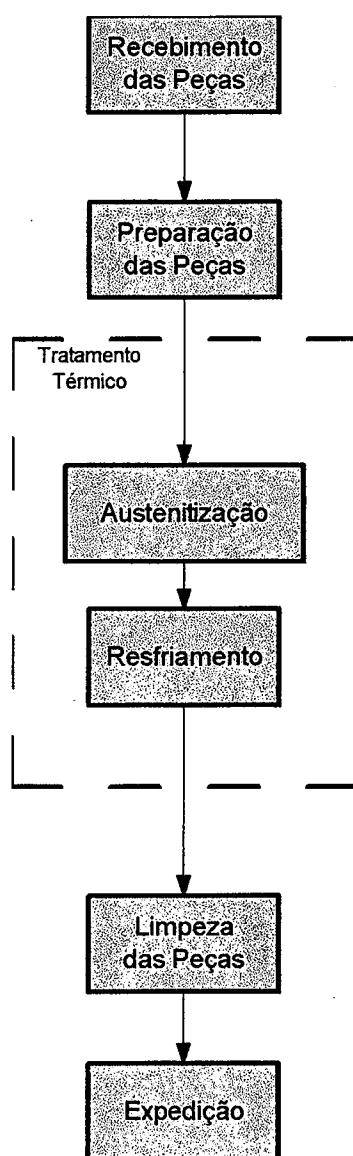 Recebimento
das Peças
Preparação
das Peças
Tratamento
Térmico
Austenitização
Resfriamento
Limpeza
das Peças
Expedição